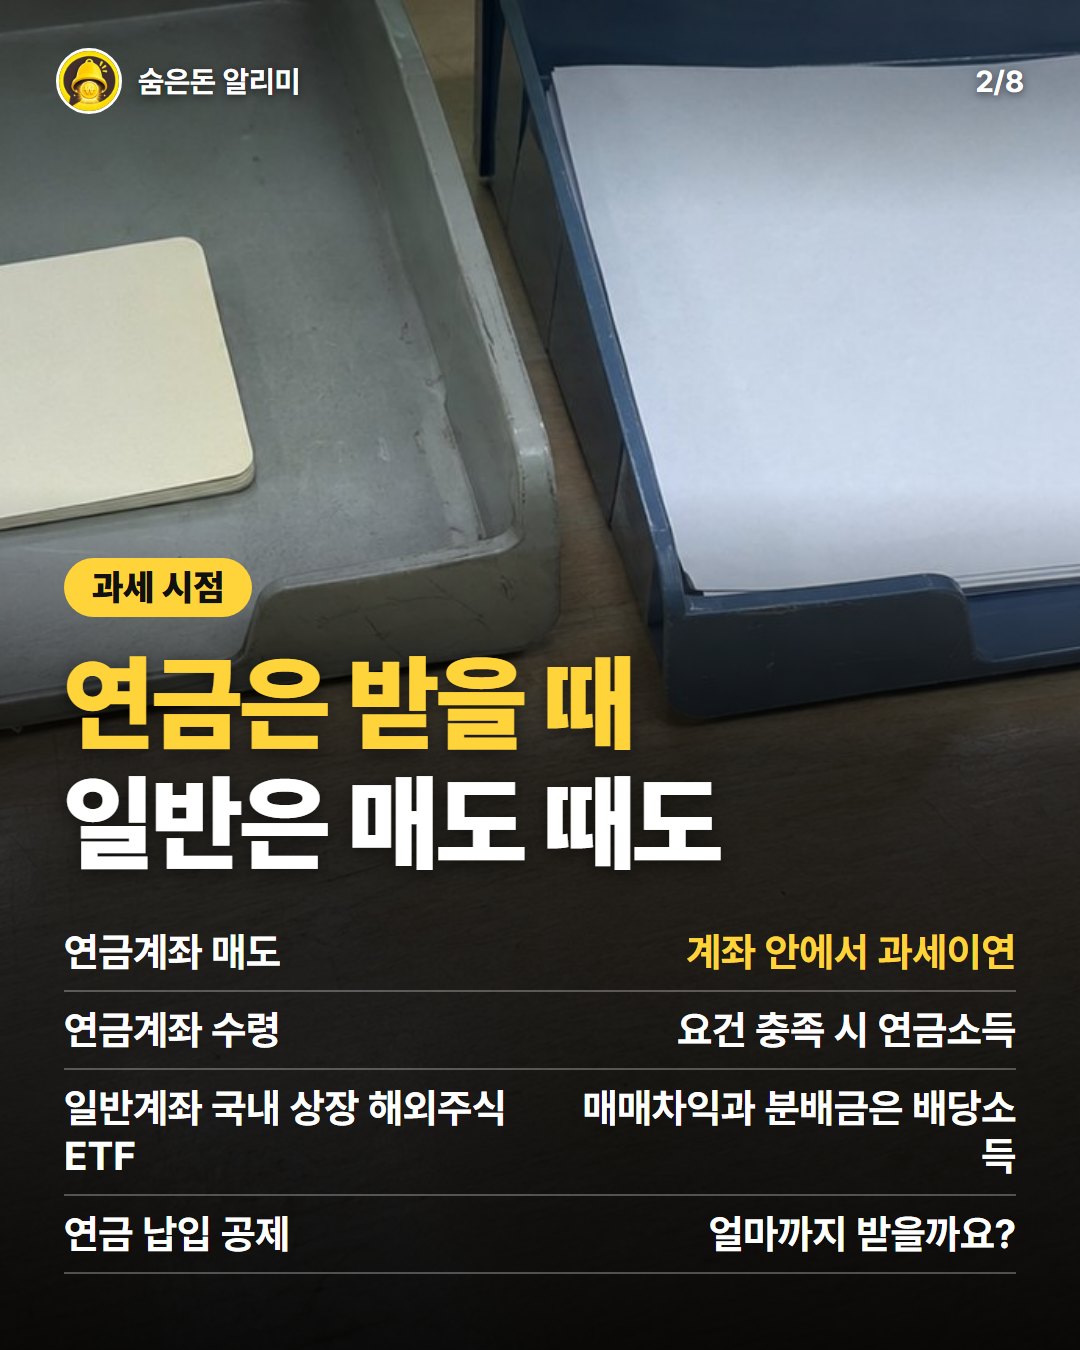 숨은돈 알리미
2/8
과세 시점
연금은 받을 때
일반은 매도 때도
연금계좌 매도
계좌 안에서 과세이연
연금계좌 수령
요건 충족 시 연금소득
일반계좌 국내 상장 해외주식
ETF
매매차익과 분배금은 배당소
득
연금 납입 공제
얼마까지 받을까요?